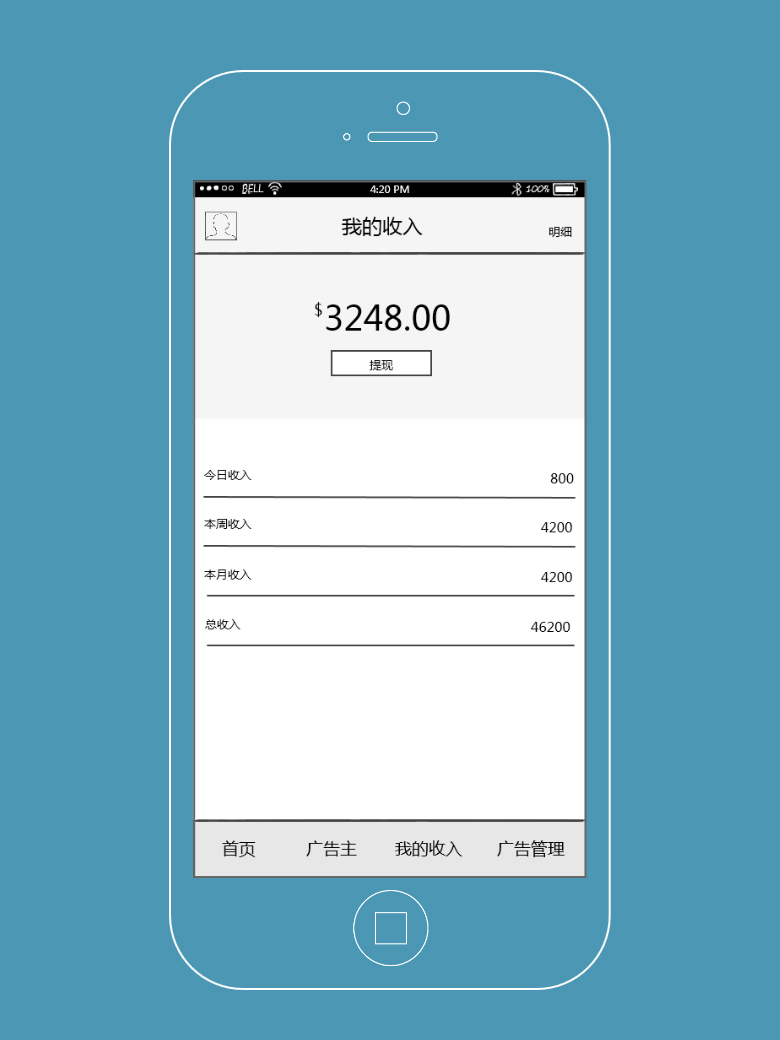 BELL 4:20 PM 100%
我的收入 明细
$3248.00
提现
今日收入 800
本周收入 4200
本月收入 4200
总收入 46200
首页 广告主 我的收入 广告管理